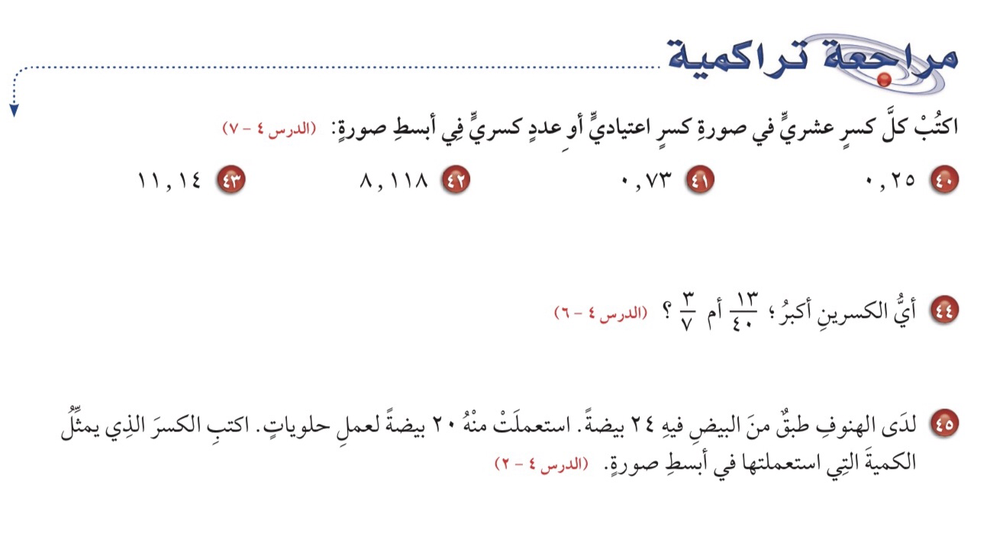 مراجعة تراكمية
اكتُبْ كلَّ كسرٍ عشريٍّ في صورةِ كسرٍ اعتياديٍّ أو عددٍ كسريٍّ فِي أبسطِ صورةٍ: (الدرس ٤ - ٧)
٤٠ ٠,٢٥ ٤١ ٠,٧٣ ٤٢ ٨,١١٨ ٤٣ ١١,١٤
٤٤ أيُّ الكسرينِ أكبرُ؛ ١٣/٤٠ أم ٣/٧ ؟ (الدرس ٤ - ٦)
٤٥ لدَى الهنوفِ طبقٌ منَ البيضِ فيهِ ٢٤ بيضةً. استعملَتْ منْهُ ٢٠ بيضةً لعملِ حلوياتٍ. اكتبِ الكسرَ الذِي يمثِّلُ
الكميةَ التِي استعملتها في أبسطِ صورةٍ. (الدرس ٤ - ٢)